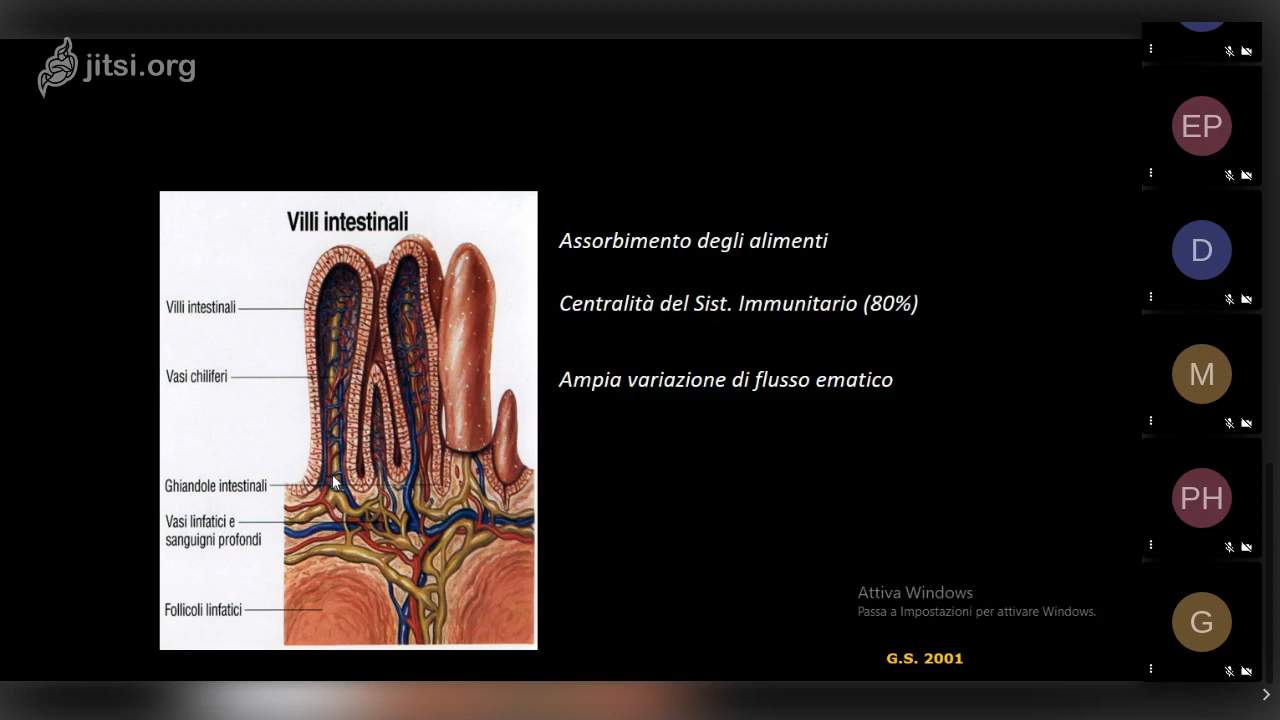 jitsi.org
Villi intestinali
Villi intestinali
Vasi chiliferi
Ghiandole intestinali
Vasi linfatici e
sanguigni profondi
Follicoli linfatici
Assorbimento degli alimenti
Centralità del Sist. Immunitario (80%)
Ampia variazione di flusso ematico
Attiva Windows
Passa a Impostazioni per attivare Windows.
G.S. 2001
EP
D
M
PH
G